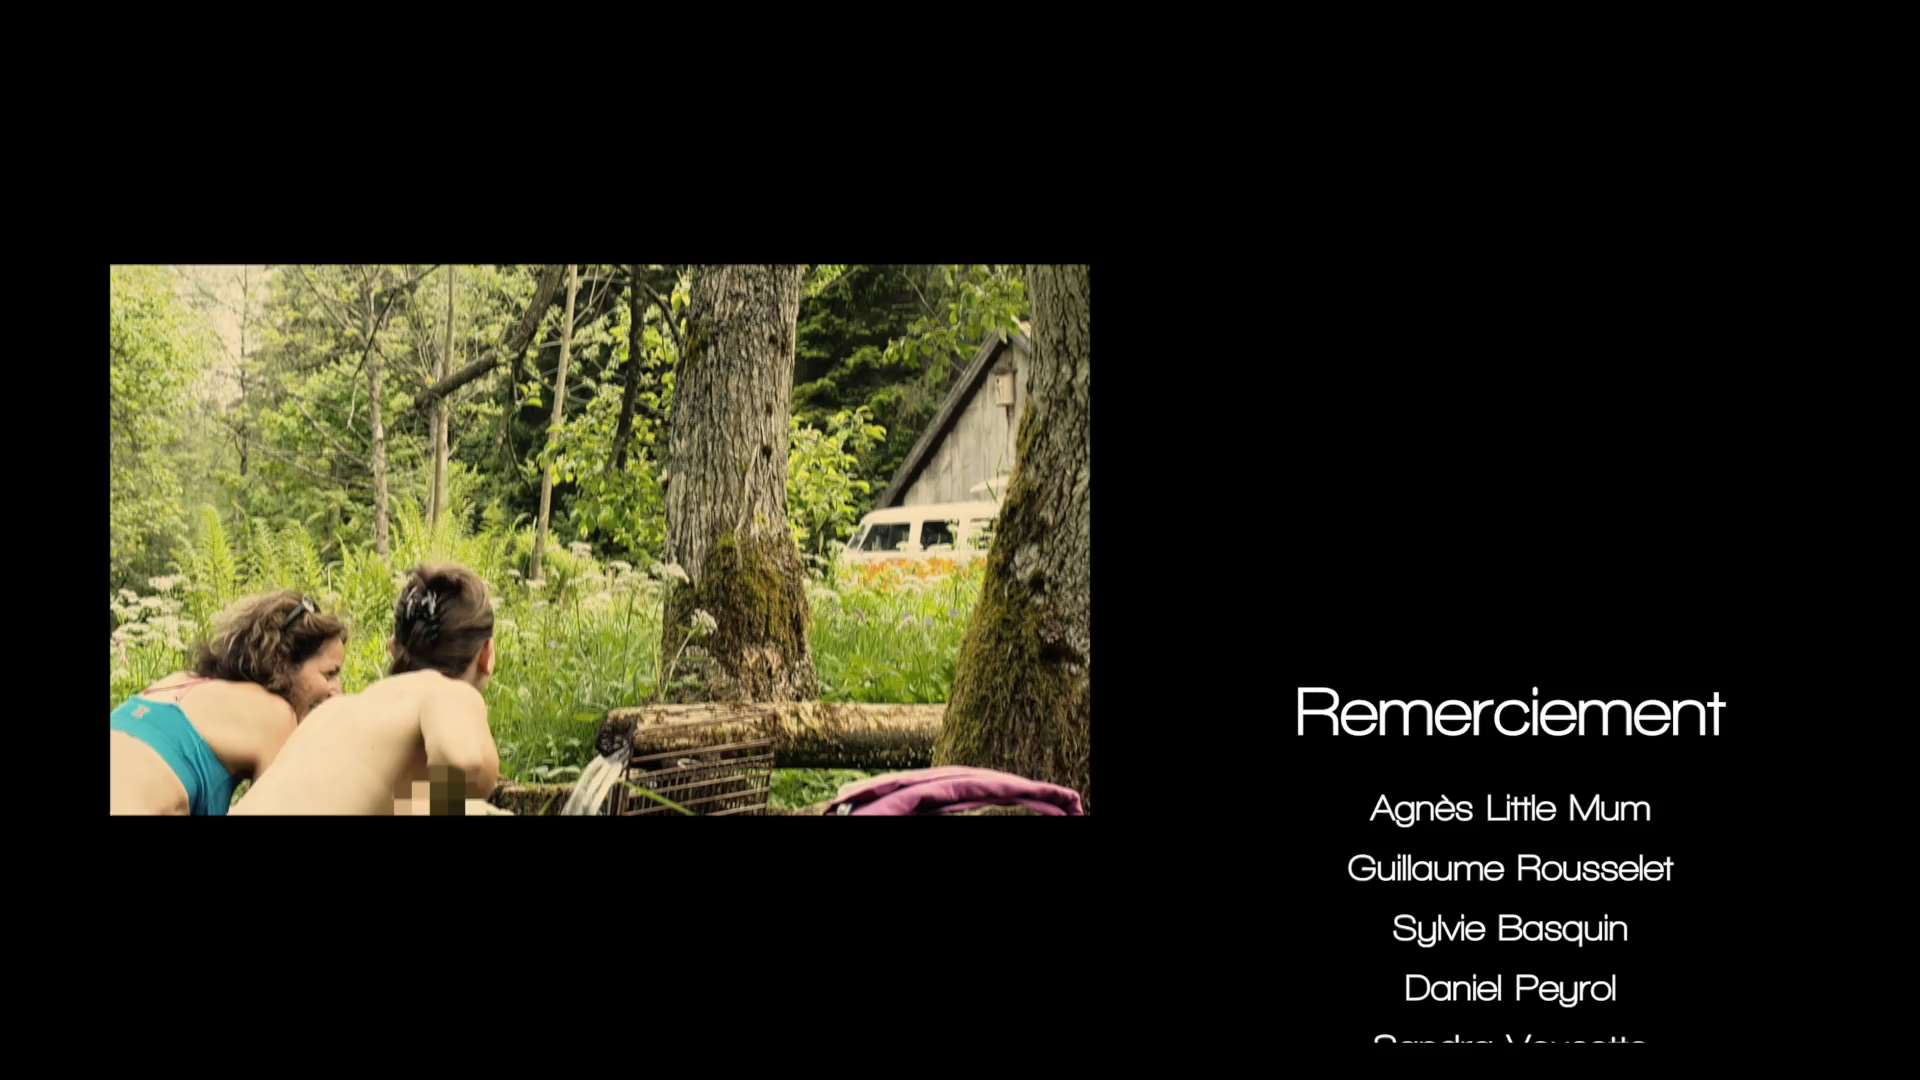 Remerciement
Agnès Little Mum
Guillaume Rousselet
Sylvie Basquin
Daniel Peyrol